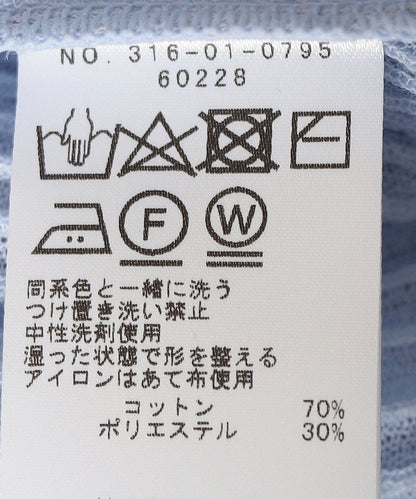 NO. 316-01-0795
60228
F W
同系色と一緒に洗う
つけ置き洗い禁止
中性洗剤使用
湿った状態で形を整える
アイロンはあて布使用
コットン 70%
ポリエステル 30%